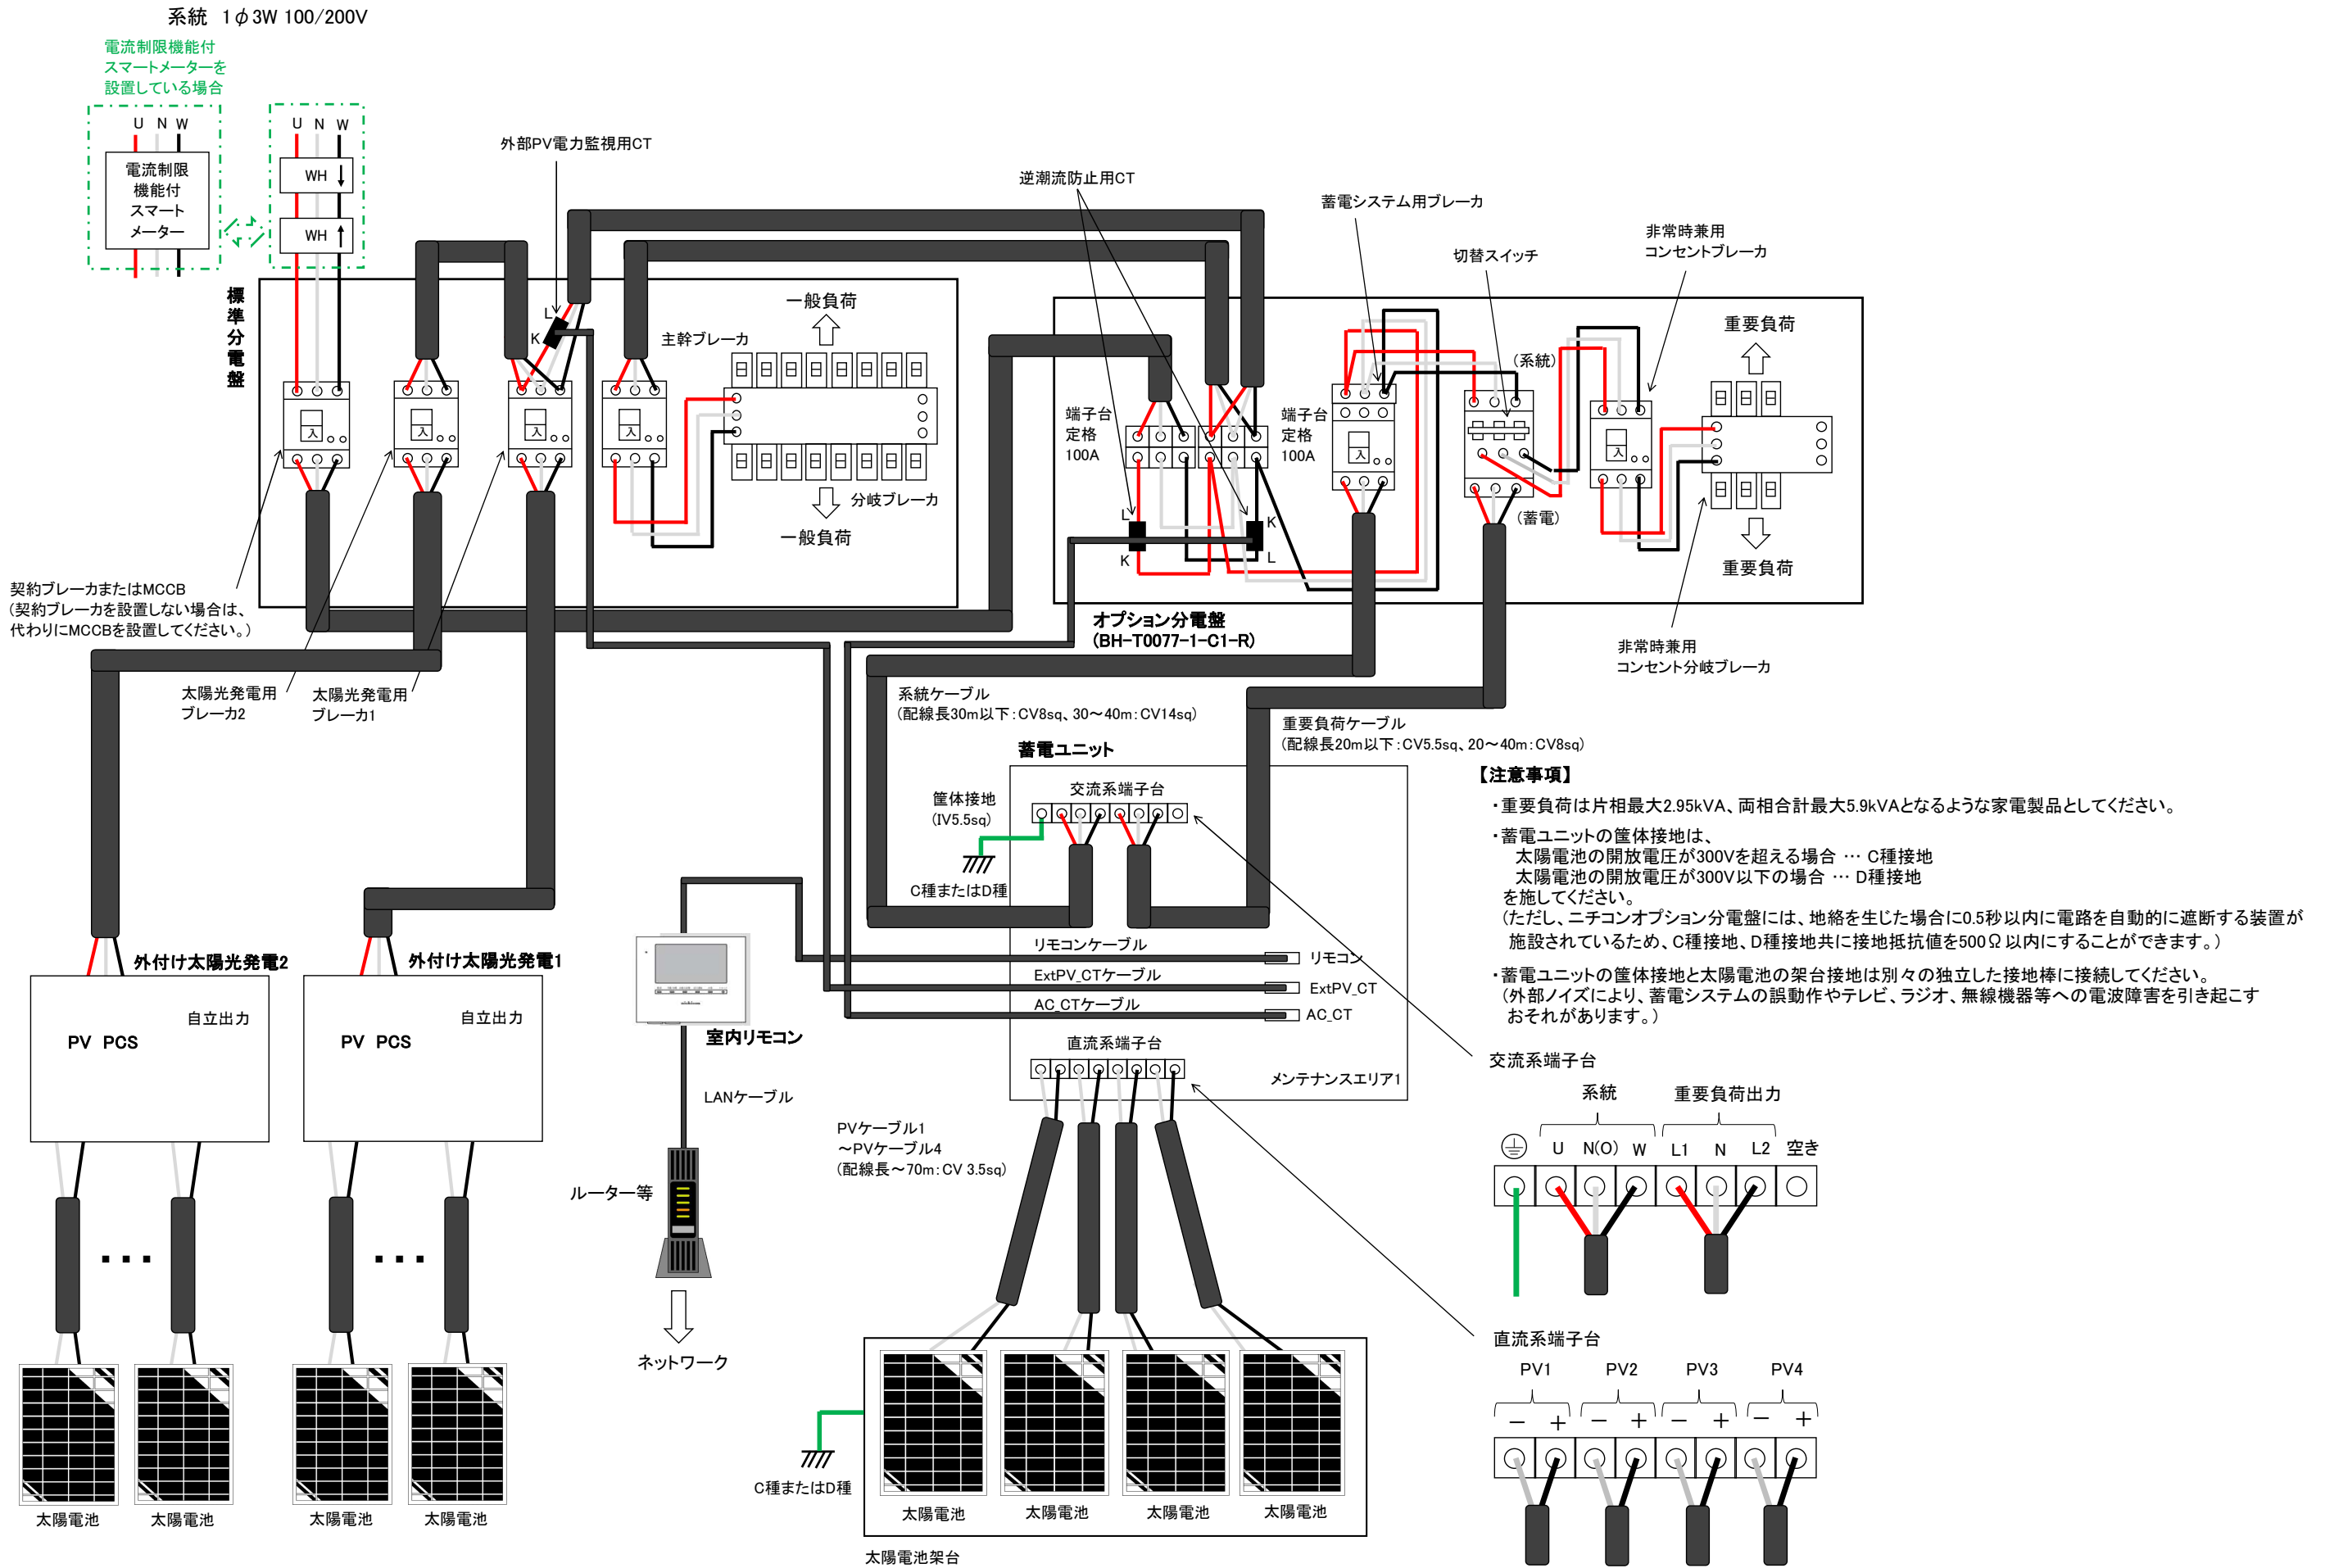 系統 1φ3W 100/200V
電流制限機能付
スマートメーターを
設置している場合
U N W
電流制限
機能付
スマート
メーター
U N W
WH
WH
標準分電盤
外部PV電力監視用CT
L
K
主幹ブレーカ
一般負荷
分岐ブレーカ
一般負荷
入
入
入
入
契約ブレーカまたはMCCB
(契約ブレーカを設置しない場合は、
代わりにMCCBを設置してください。)
太陽光発電用
ブレーカ2
太陽光発電用
ブレーカ1
逆潮流防止用CT
蓄電システム用ブレーカ
切替スイッチ
非常時兼用
コンセントブレーカ
端子台
定格
100A
端子台
定格
100A
L
K
K
L
入
(系統)
(蓄電)
入
重要負荷
重要負荷
オプション分電盤
(BH-T0077-1-C1-R)
非常時兼用
コンセント分岐ブレーカ
系統ケーブル
(配線長30m以下:CV8sq、30~40m:CV14sq)
重要負荷ケーブル
(配線長20m以下:CV5.5sq、20~40m:CV8sq)
蓄電ユニット
交流系端子台
筐体接地
(IV5.5sq)
C種またはD種
リモコンケーブル
リモコン
ExtPV_CTケーブル
ExtPV_CT
AC_CTケーブル
AC_CT
直流系端子台
メンテナンスエリア1
外付け太陽光発電2
自立出力
PV PCS
外付け太陽光発電1
自立出力
PV PCS
室内リモコン
LANケーブル
ルーター等
ネットワーク
PVケーブル1
~PVケーブル4
(配線長~70m:CV 3.5sq)
太陽電池
太陽電池
太陽電池
太陽電池
C種またはD種
太陽電池
太陽電池
太陽電池
太陽電池
太陽電池架台
【注意事項】
・重要負荷は片相最大2.95kVA、両相合計最大5.9kVAとなるような家電製品としてください。
・蓄電ユニットの筐体接地は、
太陽電池の開放電圧が300Vを超える場合 … C種接地
太陽電池の開放電圧が300V以下の場合 … D種接地
を施してください。
(ただし、ニチコンオプション分電盤には、地絡を生じた場合に0.5秒以内に電路を自動的に遮断する装置が
施設されているため、C種接地、D種接地共に接地抵抗値を500Ω以内にすることができます。)
・蓄電ユニットの筐体接地と太陽電池の架台接地は別々の独立した接地棒に接続してください。
(外部ノイズにより、蓄電システムの誤動作やテレビ、ラジオ、無線機器等への電波障害を引き起こす
おそれがあります。)
交流系端子台
系統 重要負荷出力
U N(O) W L1 N L2 空き
直流系端子台
PV1 PV2 PV3 PV4
− + − + − + − +